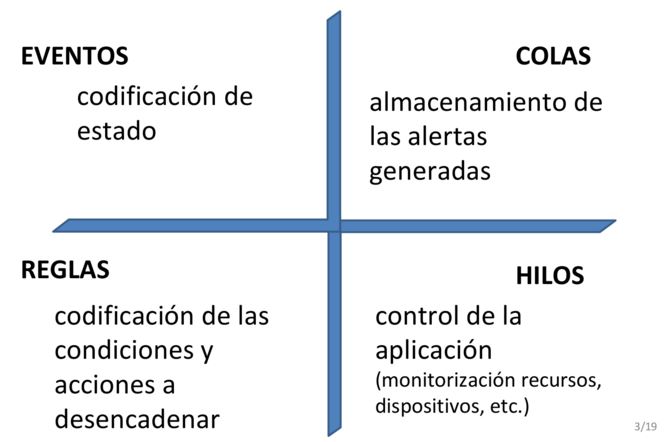 EVENTOS
codificación de
estado
COLAS
almacenamiento de
las alertas
generadas
REGLAS
codificación de las
condiciones y
acciones a
desencadenar
HILOS
control de la
aplicación
(monitorización recursos,
dispositivos, etc.)
3/19